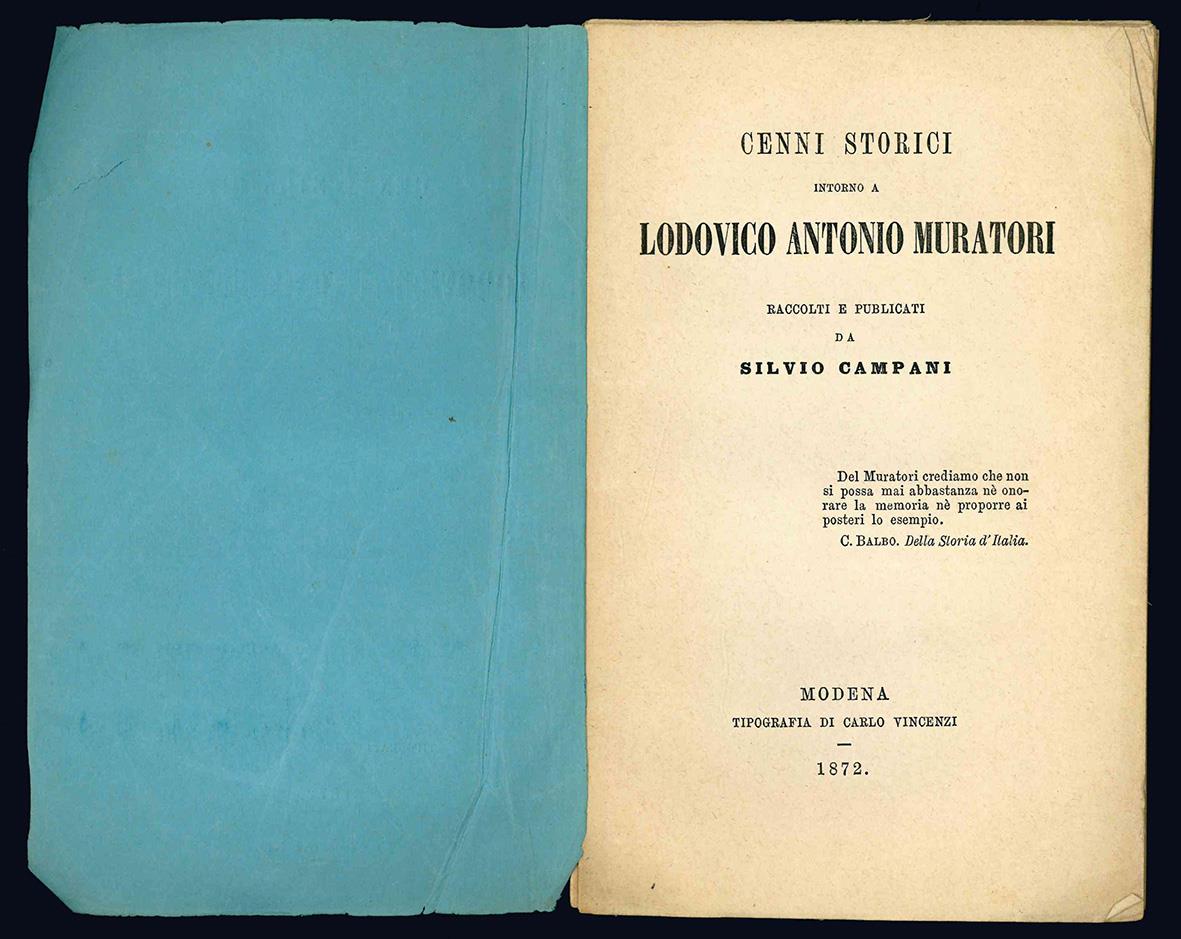 CENNI STORICI
INTORNO A
LODOVICO ANTONIO MURATORI
RACCOLTI E PUBLICATI
DA
SILVIO CAMPANI
Del Muratori crediamo che non
si possa mai abbastanza nè ono-
rare la memoria nè proporre ai
posteri lo esempio.
C. BALBO. Della Storia d'Italia.
MODENA
TIPOGRAFIA DI CARLO VINCENZI
—
1872.